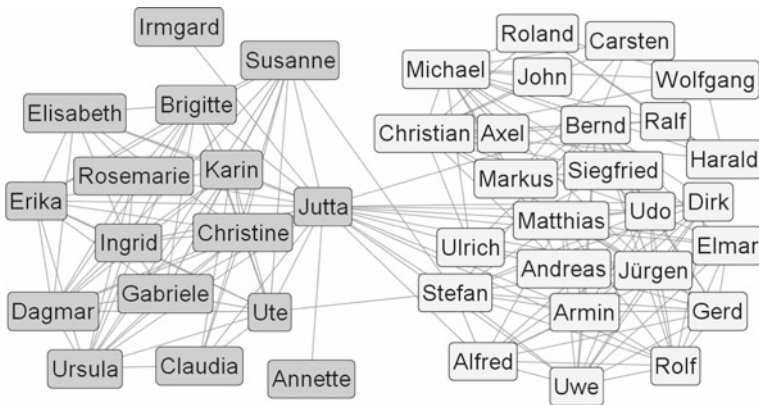 Irmgard
Susanne
Elisabeth
Brigitte
Rosemarie
Karin
Erika
Jutta
Ingrid
Christine
Dagmar
Gabriele
Ute
Ursula
Claudia
Annette
Roland
Carsten
Michael
John
Wolfgang
Christian
Axel
Bernd
Ralf
Harald
Markus
Siegfried
Matthias
Udo
Dirk
Ulrich
Elmar
Andreas
Jürgen
Stefan
Armin
Gerd
Alfred
Rolf
Uwe